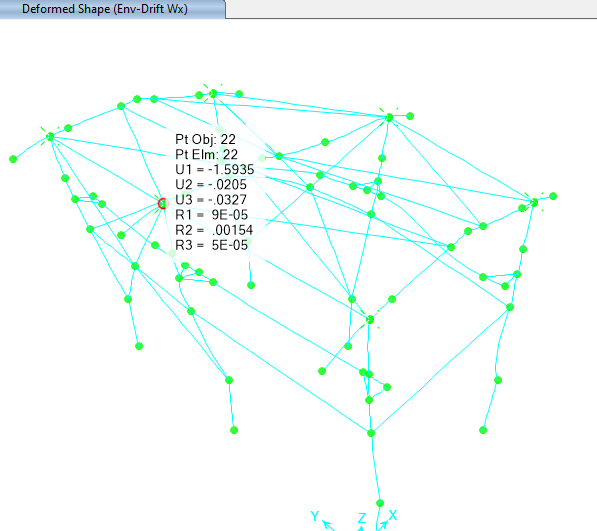 Deformed Shape (Env-Drift Wx)
Pt Obj: 22
Pt Elm: 22
U1 = -1.5935
U2 = -.0205
U3 = -.0327
R1 = 9E-05
R2 = .00154
R3 = 5E-05
Y Z X